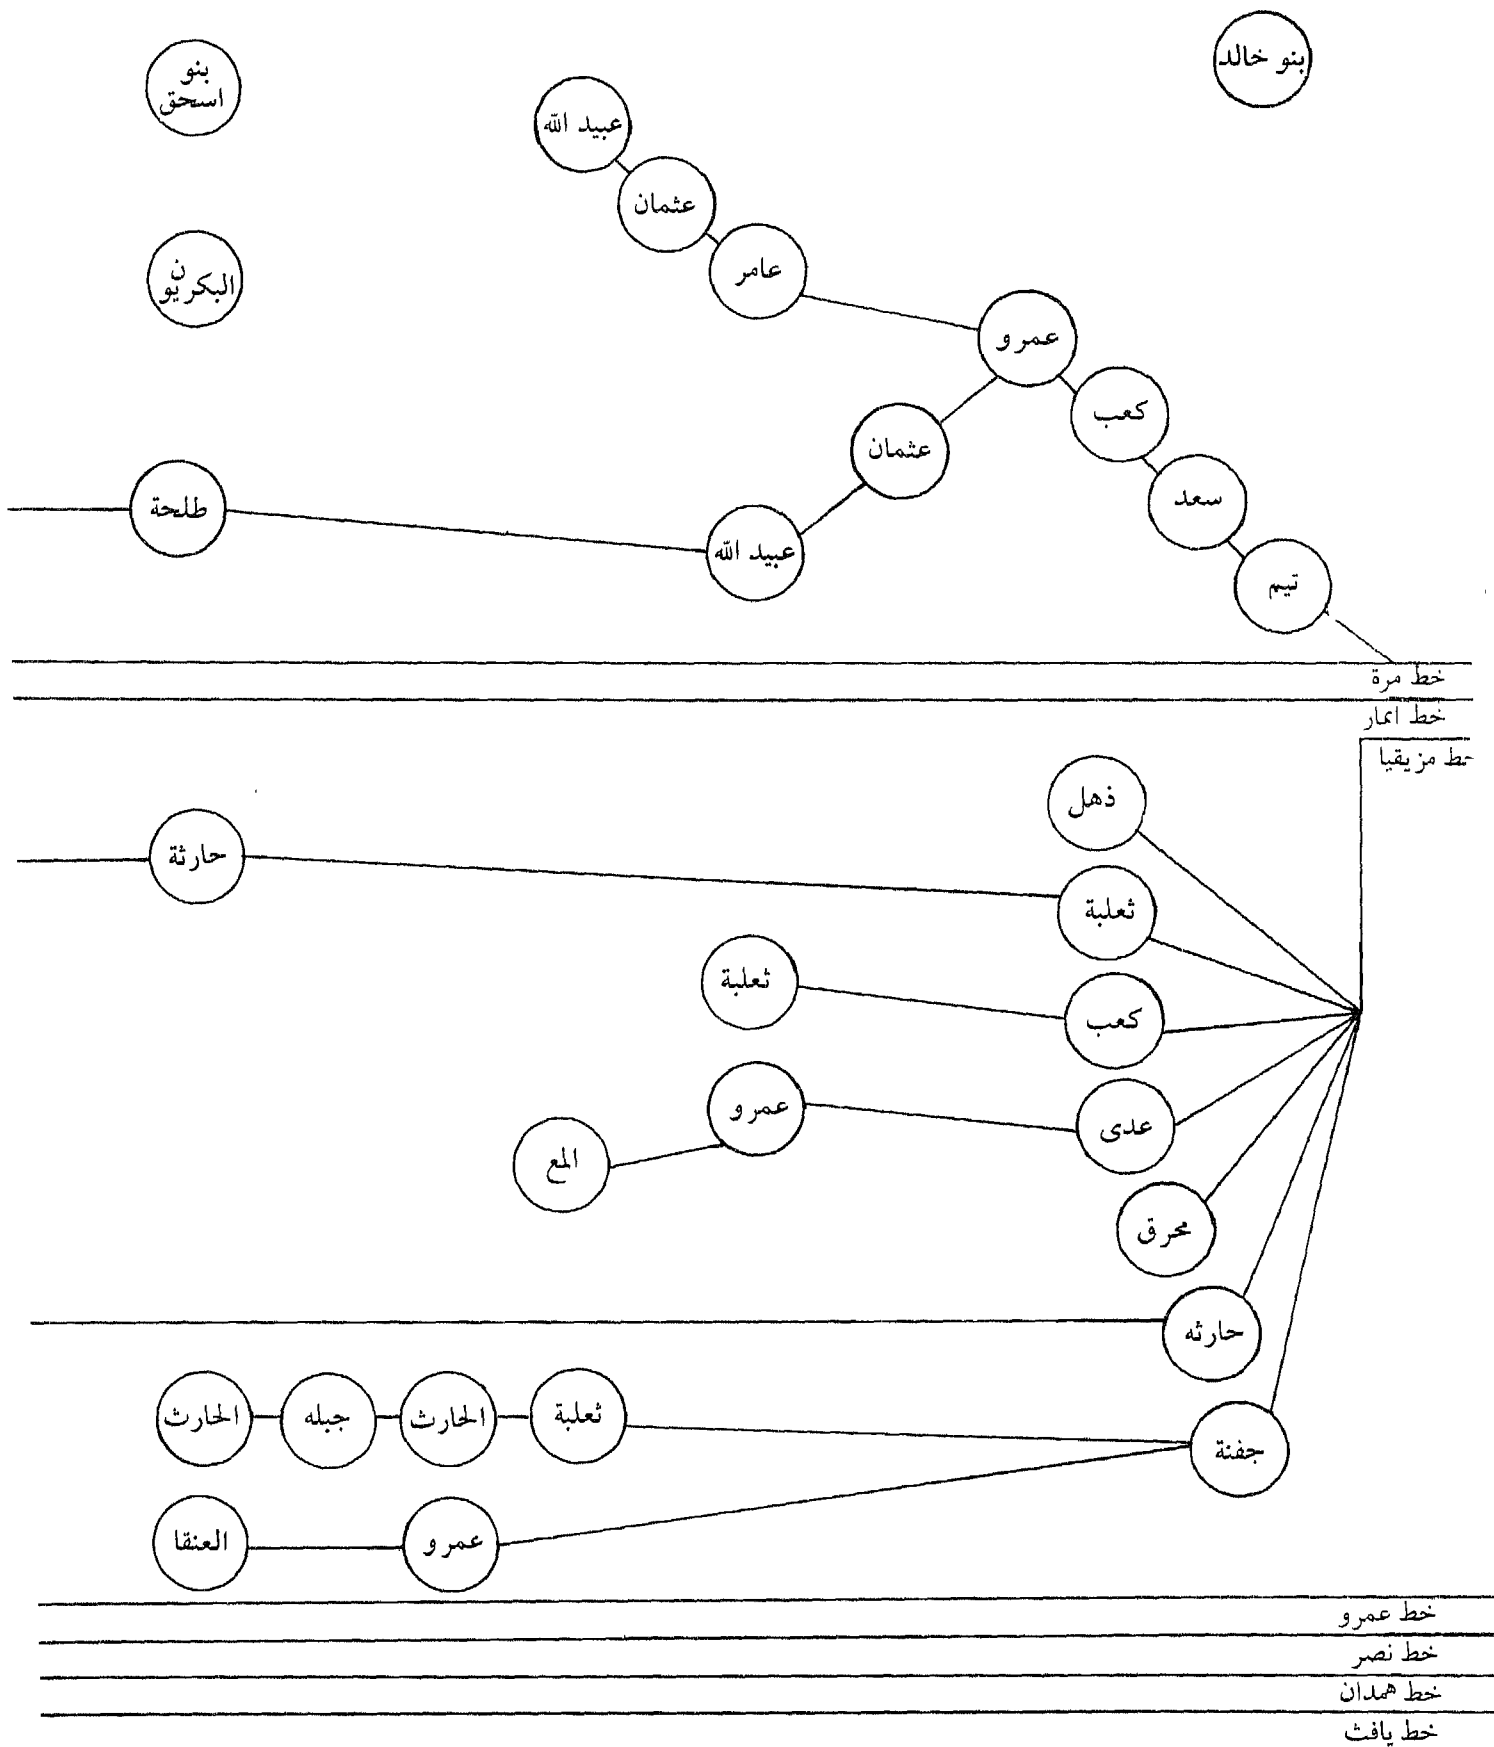 بنو خالد
بنو
اسحق
عبيد الله
عثمان
عامر
البكريون
عمرو
كعب
عثمان
سعد
طلحة
عبيد الله
تيم
خط مرة
خط انمار
خط مزيقيا
ذهل
حارثة
ثعلبة
ثعلبة
كعب
عمرو
عدى
المع
محرق
حارثه
ثعلبة
الحارث
جبله
الحارث
جفنة
عمرو
العنقا
خط عمرو
خط نصر
خط همدان
خط يافث